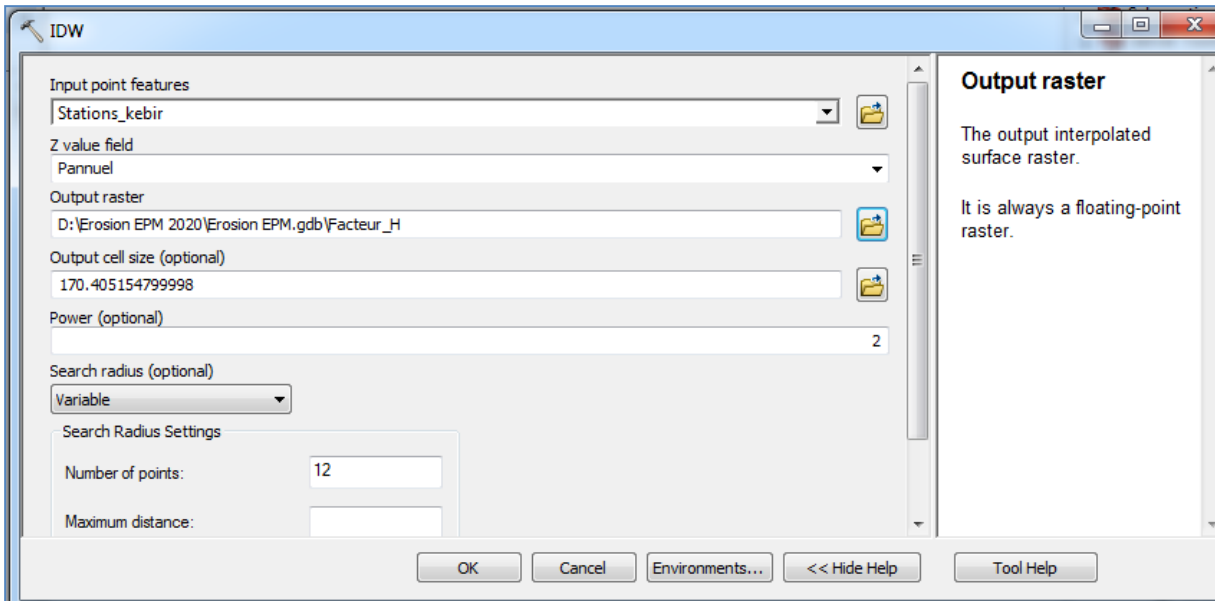 IDW
Input point features
Stations_kebir
Z value field
Pannuel
Output raster
D:\Erosion EPM 2020\Erosion EPM.gdb\Facteur_H
Output cell size (optional)
170.405154799998
Power (optional)
2
Search radius (optional)
Variable
Search Radius Settings
Number of points:
12
Maximum distance:
OK
Cancel
Environments...
<< Hide Help
Tool Help
Output raster
The output interpolated
surface raster.
It is always a floating-point
raster.